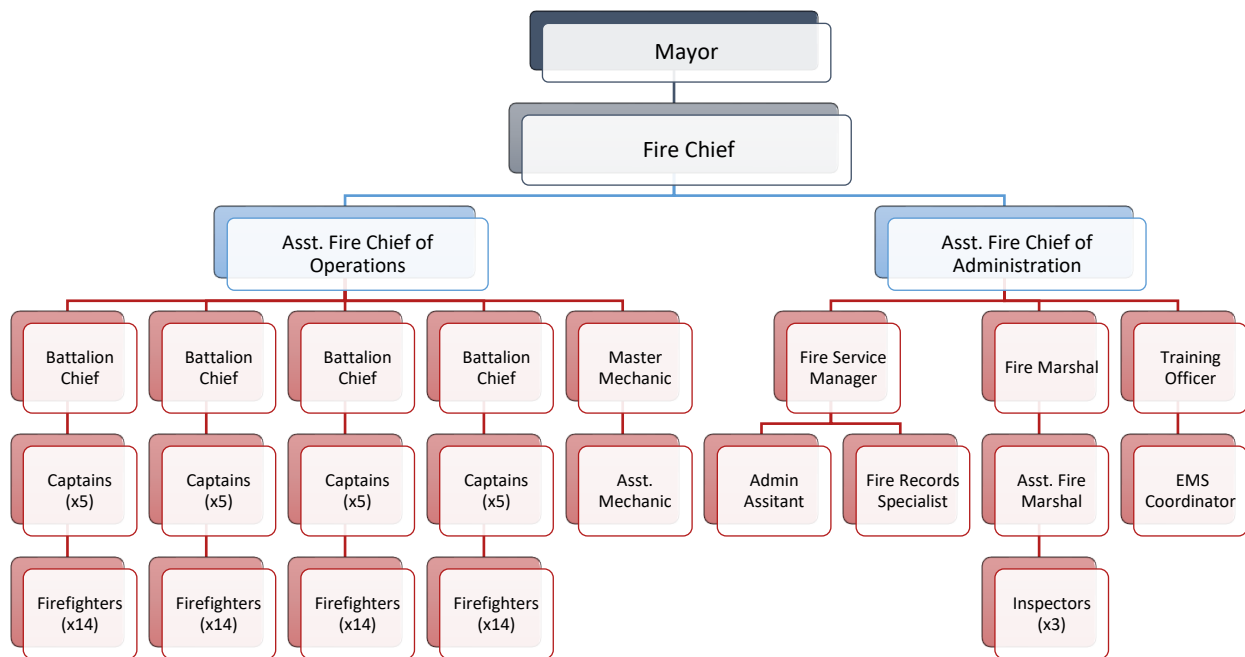 Mayor
Fire Chief
Asst. Fire Chief of
Operations
Asst. Fire Chief of
Administration
Battalion
Chief
Battalion
Chief
Battalion
Chief
Battalion
Chief
Master
Mechanic
Fire Service
Manager
Fire Marshal
Training
Officer
Captains
(x5)
Captains
(x5)
Captains
(x5)
Captains
(x5)
Asst.
Mechanic
Admin
Assitant
Fire Records
Specialist
Asst. Fire
Marshal
EMS
Coordinator
Firefighters
(x14)
Firefighters
(x14)
Firefighters
(x14)
Firefighters
(x14)
Inspectors
(x3)